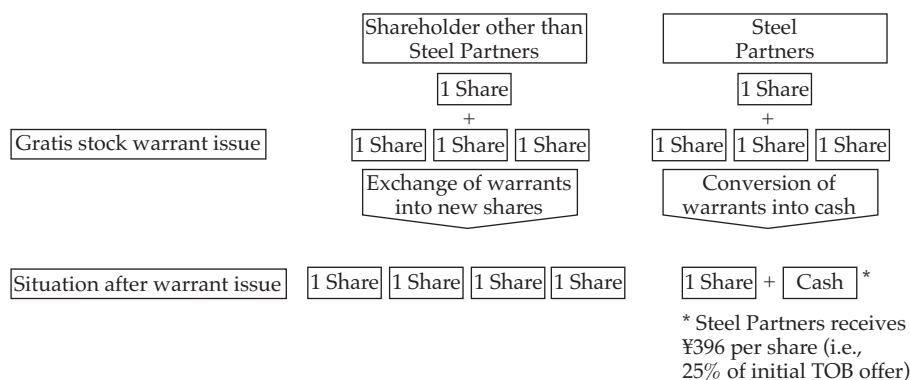 Shareholder other than
Steel Partners
Steel
Partners
1 Share
1 Share
+
+
Gratis stock warrant issue
1 Share 1 Share 1 Share
1 Share 1 Share 1 Share
Exchange of warrants
into new shares
Conversion of
warrants into cash
Situation after warrant issue
1 Share 1 Share 1 Share 1 Share
1 Share + Cash *
* Steel Partners receives
¥396 per share (i.e.,
25% of initial TOB offer)